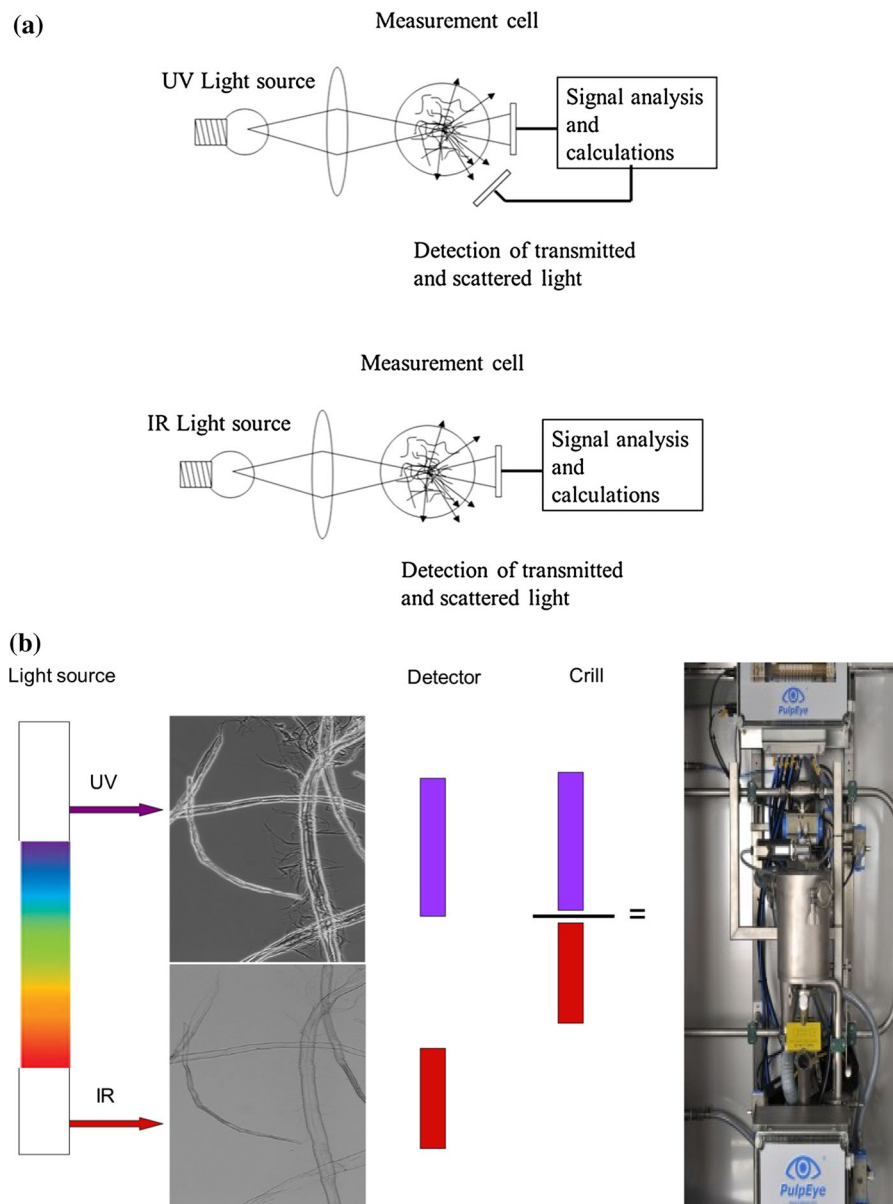 (a)
Measurement cell
UV Light source
Signal analysis
and
calculations
Detection of transmitted
and scattered light
Measurement cell
IR Light source
Signal analysis
and
calculations
Detection of transmitted
and scattered light
(b)
Light source
Detector
Crill
UV
IR
=
PulpEye
PulpEye